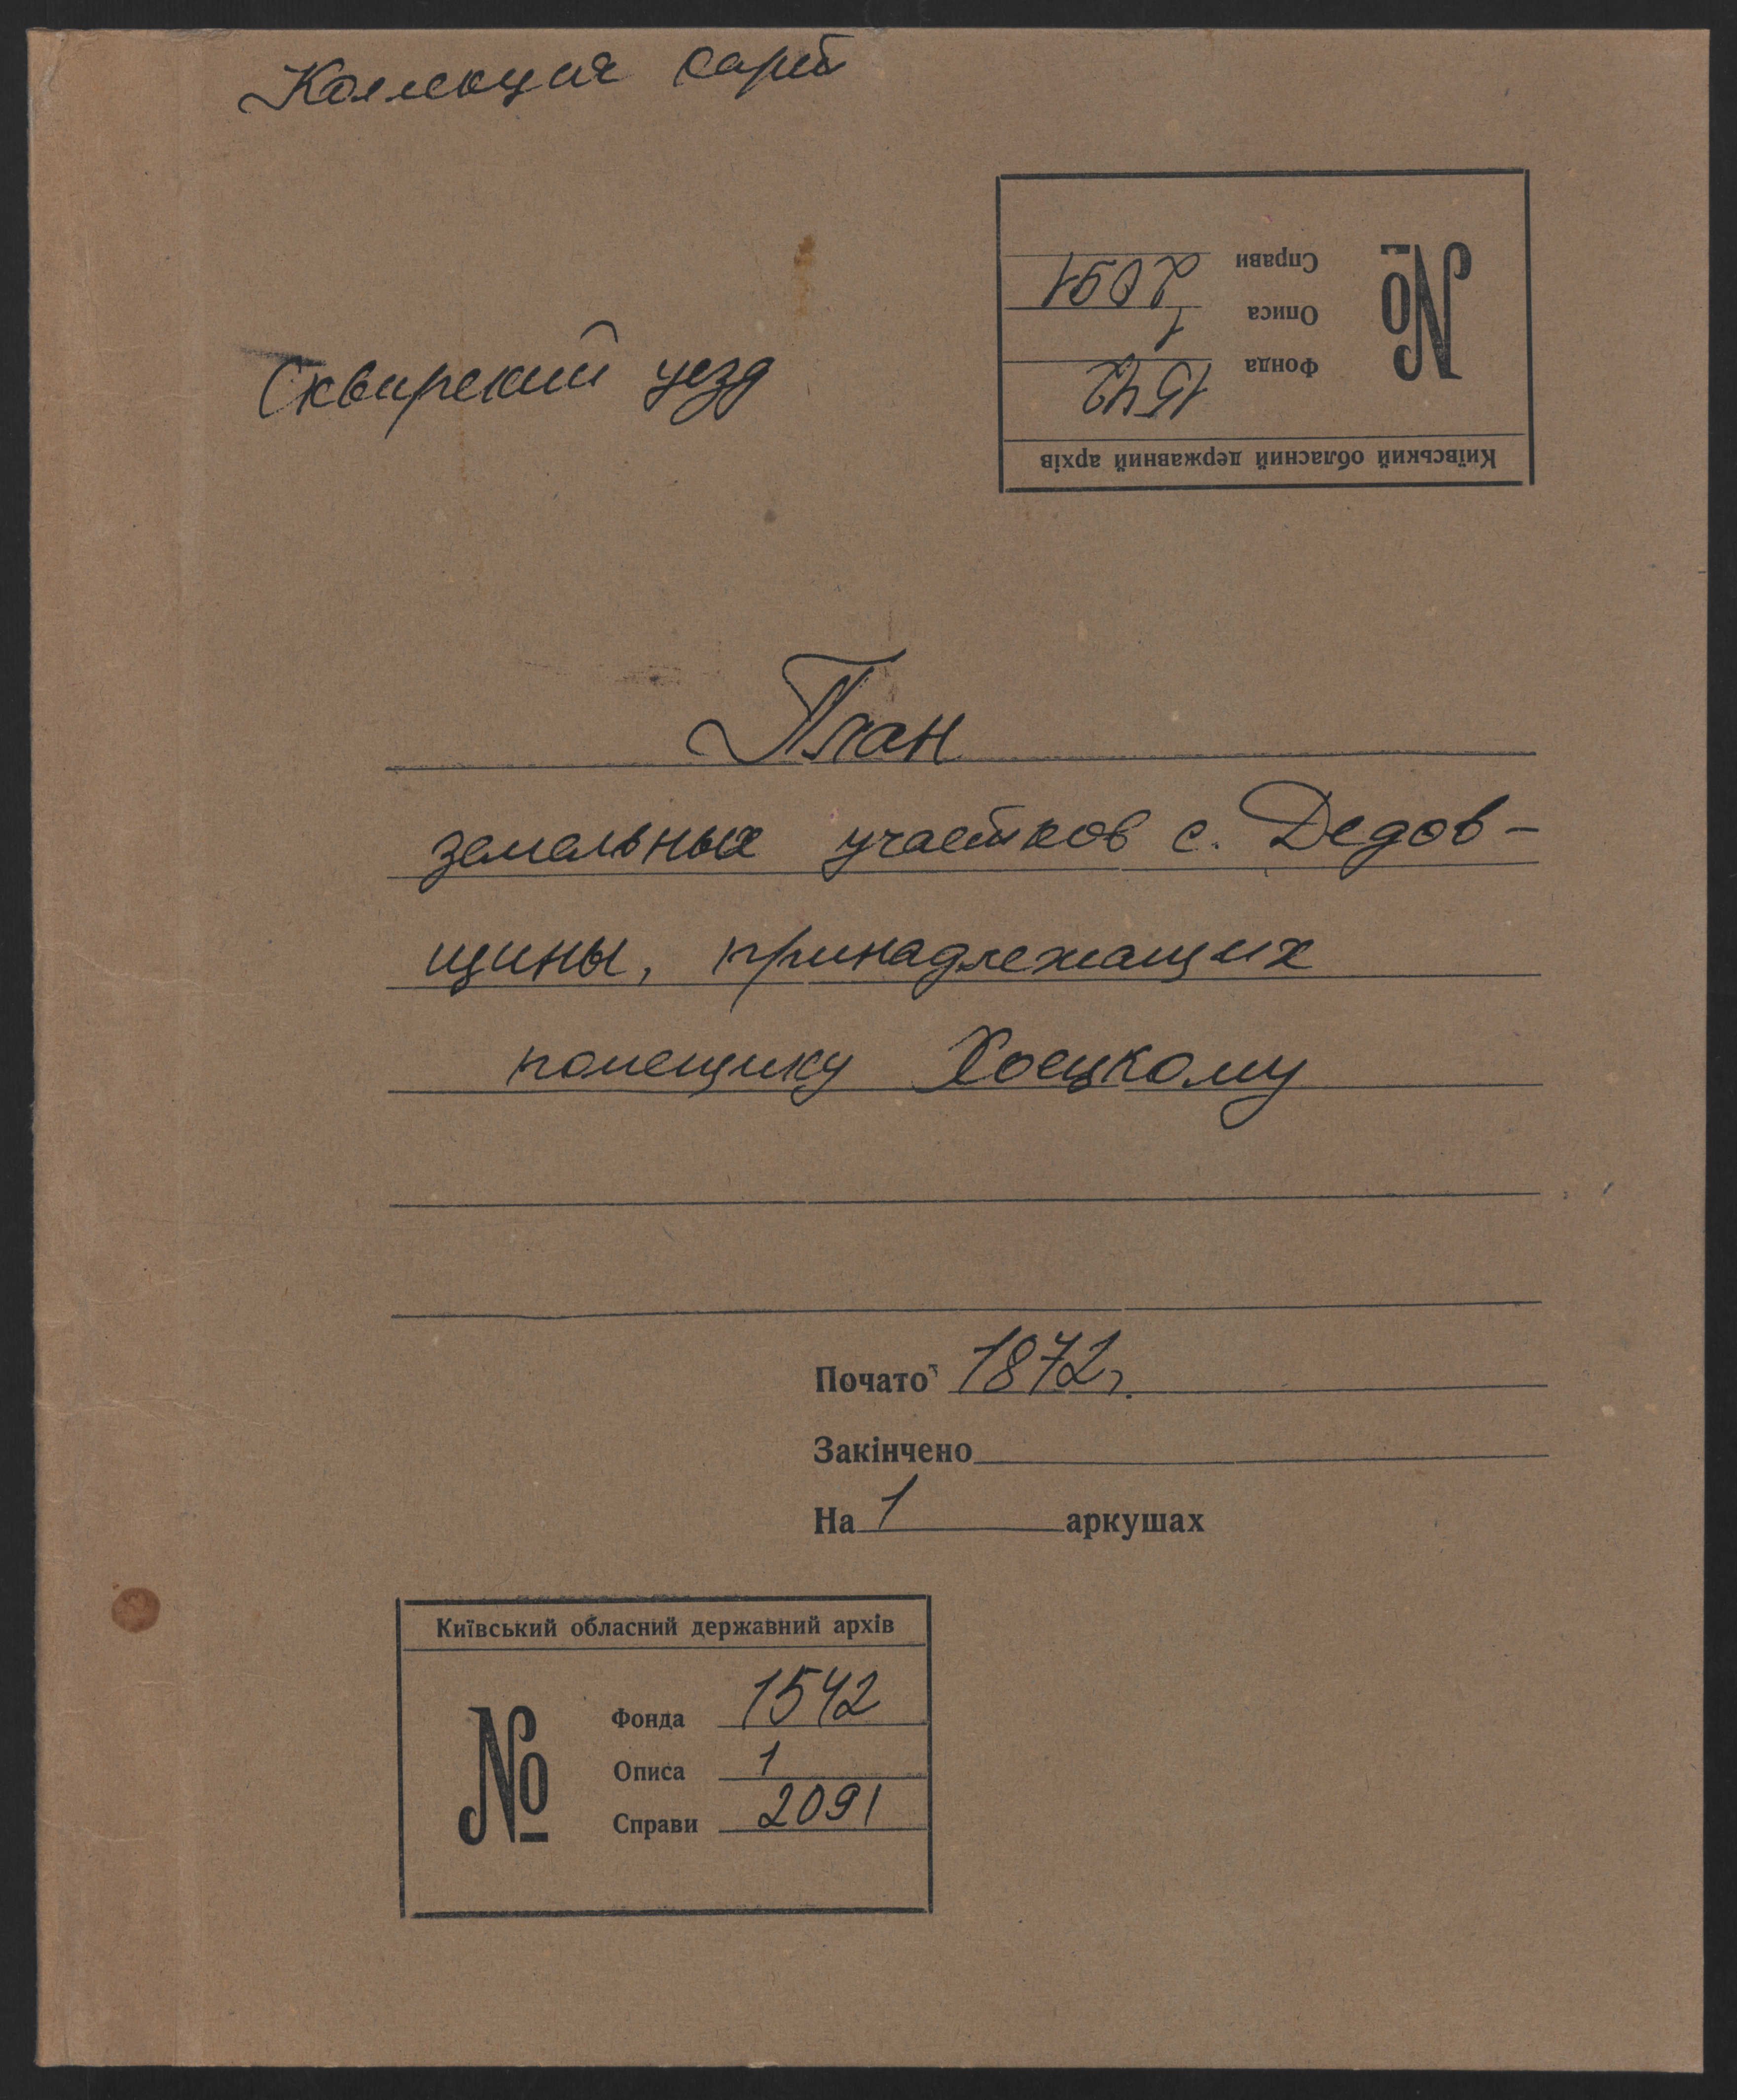 Коллекция карт
Сквирский уезд
Київський обласний державний архів
№
Фонда 1542
Описа 1
Справи 2091
План
земельных участков с. Дедов-
щины, принадлежащих
помещику Хоецкому
Почато 1872 г.
Закінчено
На 1 аркушах
Київський обласний державний архів
№
Фонда 1542
Описа 1
Справи 2091